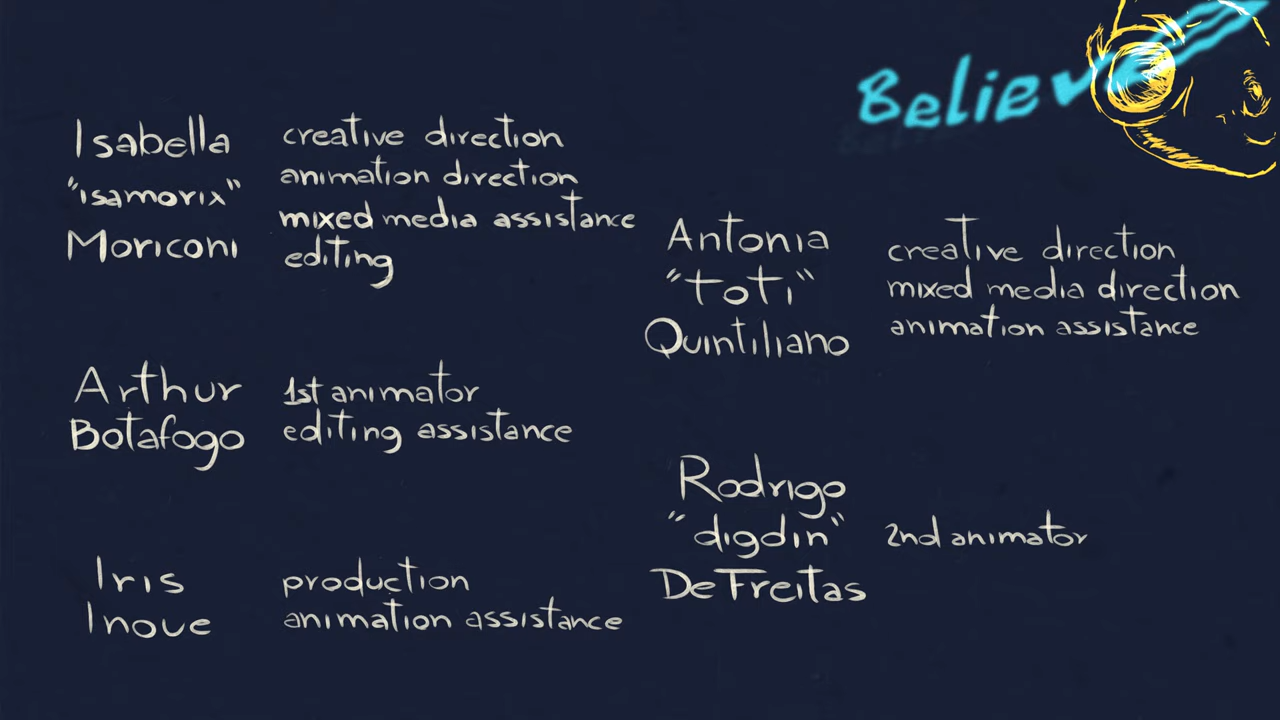 Believe
Isabella
"isamorix"
Moriconi
creative direction
animation direction
mixed media assistance
editing
Antonia
"toti"
Quintiliano
creative direction
mixed media direction
animation assistance
Arthur
Botafogo
1st animator
editing assistance
Rodrigo
"digdin"
DeFreitas
2nd animator
Iris
Inoue
production
animation assistance